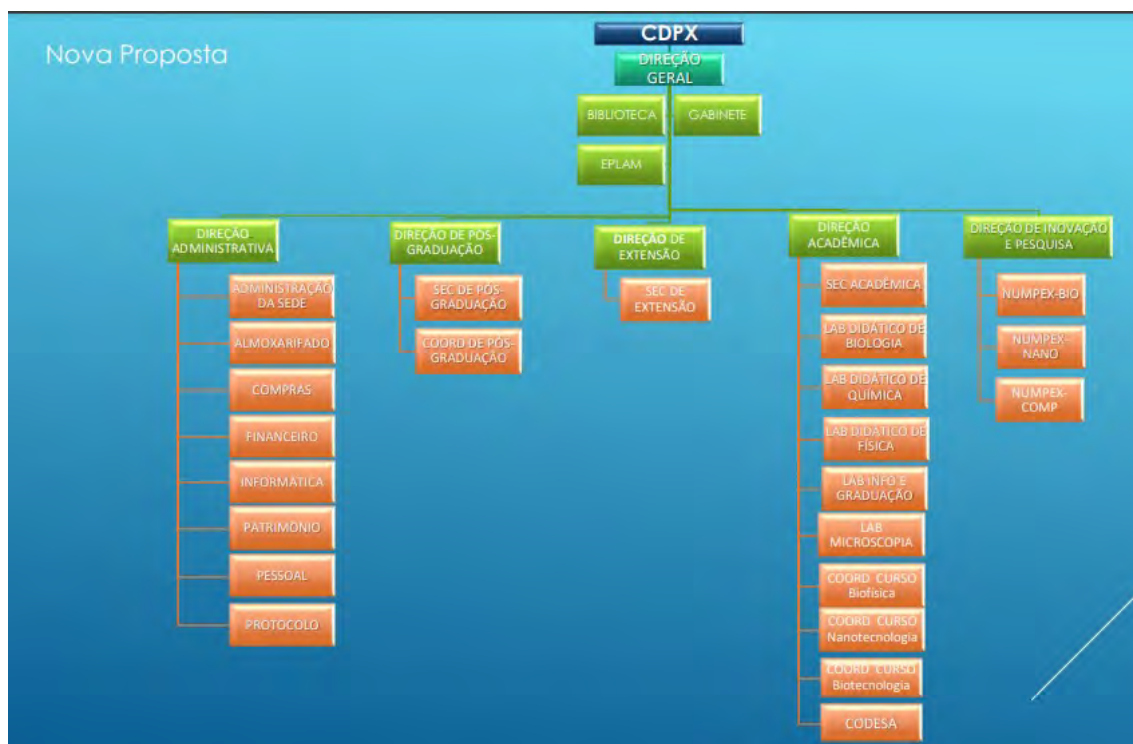 Nova Proposta
CDPX
DIREÇÃO
GERAL
BIBLIOTECA
GABINETE
EPLAM
DIREÇÃO
ADMINISTRATIVA
ADMINISTRAÇÃO
DA SEDE
ALMOXARIFADO
COMPRAS
FINANCEIRO
INFORMÁTICA
PATRIMÔNIO
PESSOAL
PROTOCOLO
DIREÇÃO DE PÓS-
GRADUAÇÃO
SEC DE PÓS-
GRADUAÇÃO
COORD DE PÓS-
GRADUAÇÃO
DIREÇÃO DE
EXTENSÃO
SEC DE
EXTENSÃO
DIREÇÃO
ACADÊMICA
SEC ACADÊMICA
LAB DIDÁTICO DE
BIOLOGIA
LAB DIDÁTICO DE
QUÍMICA
LAB DIDÁTICO DE
FÍSICA
LAB INFO E
GRADUAÇÃO
LAB
MICROSCOPIA
COORD CURSO
Biofísica
COORD CURSO
Nanotecnologia
COORD CURSO
Biotecnologia
CODESA
DIREÇÃO DE INOVAÇÃO
E PESQUISA
NUMPEX-BIO
NUMPEX-
NANO
NUMPEX-
COMP